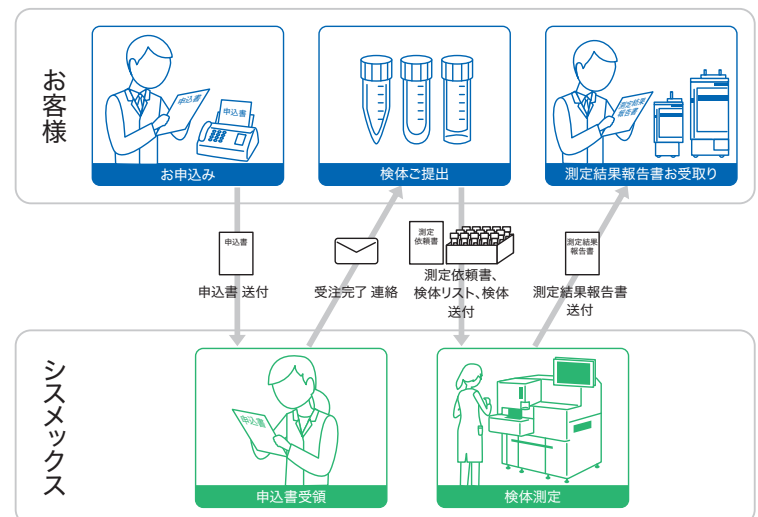 お客様
申込書
申込書
お申込み
検体ご提出
測定結果
報告書
測定結果報告書お受取り
申込書
申込書 送付
受注完了 連絡
測定
依頼書
測定依頼書、
検体リスト、検体
送付
測定結果
報告書
測定結果報告書
送付
シスメックス
申込書
申込書受領
検体測定